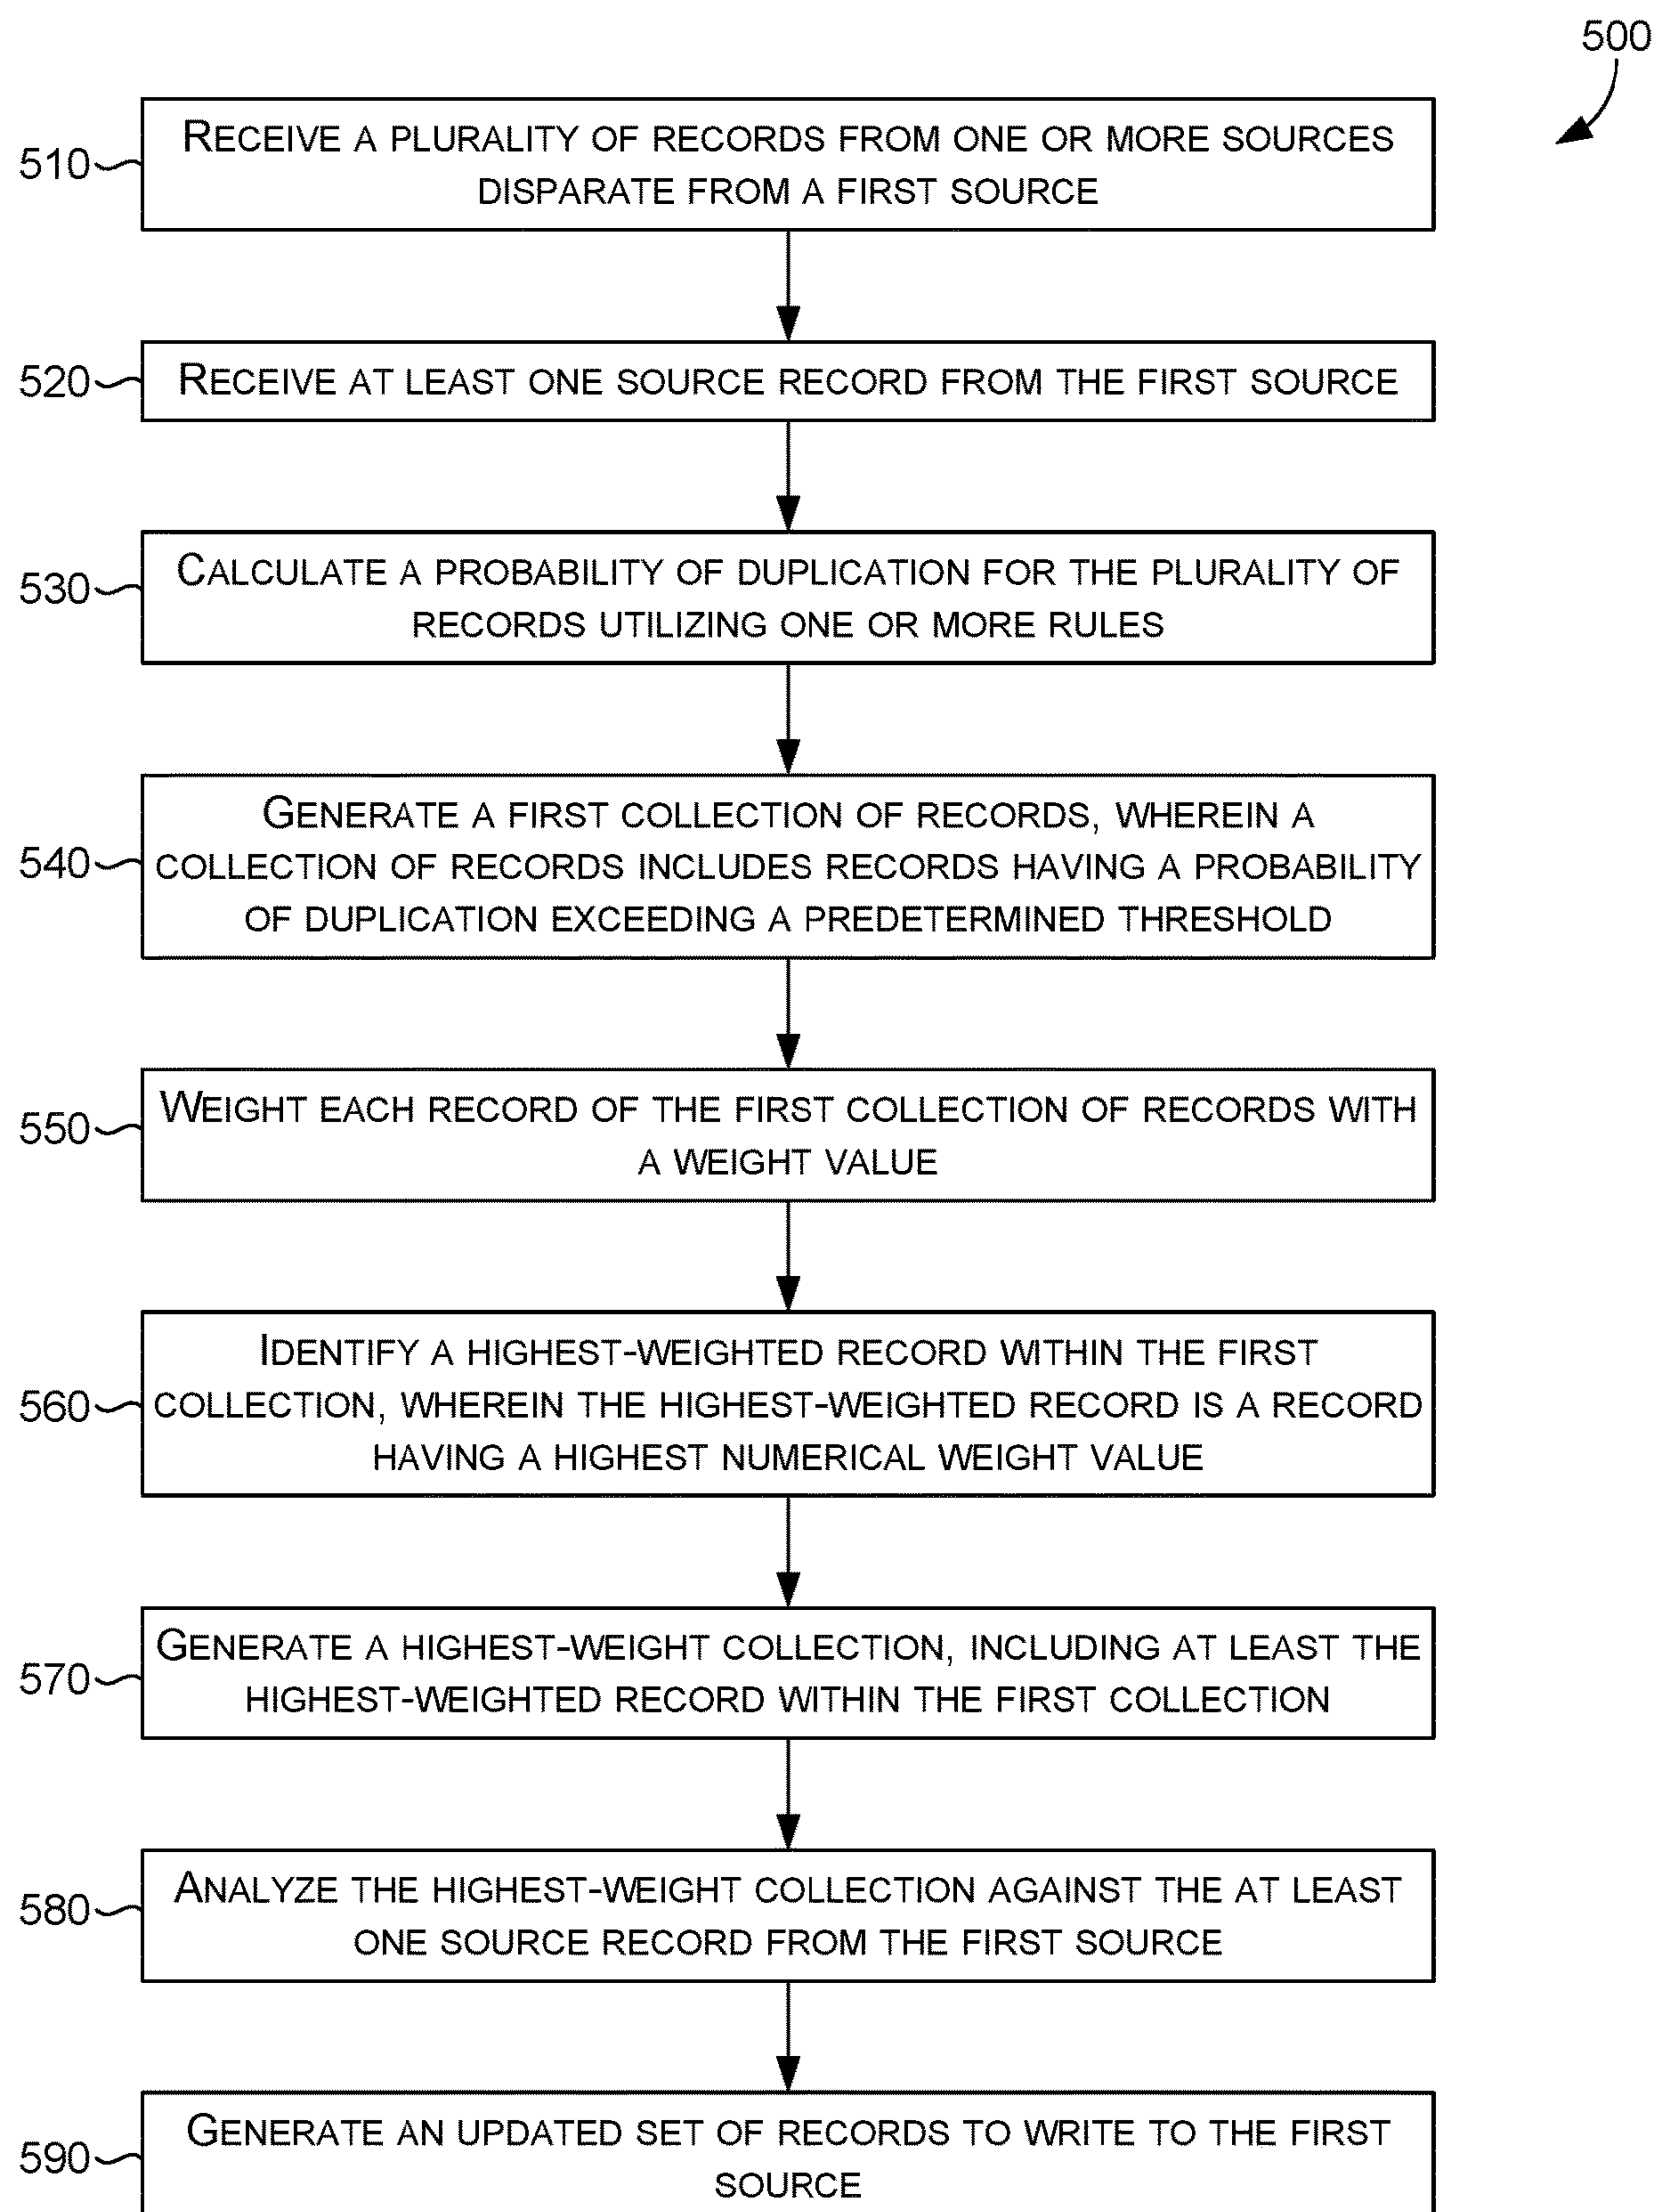 500
510
RECEIVE A PLURALITY OF RECORDS FROM ONE OR MORE SOURCES
DISPARATE FROM A FIRST SOURCE
520
RECEIVE AT LEAST ONE SOURCE RECORD FROM THE FIRST SOURCE
530
CALCULATE A PROBABILITY OF DUPLICATION FOR THE PLURALITY OF
RECORDS UTILIZING ONE OR MORE RULES
540
GENERATE A FIRST COLLECTION OF RECORDS, WHEREIN A
COLLECTION OF RECORDS INCLUDES RECORDS HAVING A PROBABILITY
OF DUPLICATION EXCEEDING A PREDETERMINED THRESHOLD
550
WEIGHT EACH RECORD OF THE FIRST COLLECTION OF RECORDS WITH
A WEIGHT VALUE
560
IDENTIFY A HIGHEST-WEIGHTED RECORD WITHIN THE FIRST
COLLECTION, WHEREIN THE HIGHEST-WEIGHTED RECORD IS A RECORD
HAVING A HIGHEST NUMERICAL WEIGHT VALUE
570
GENERATE A HIGHEST-WEIGHT COLLECTION, INCLUDING AT LEAST THE
HIGHEST-WEIGHTED RECORD WITHIN THE FIRST COLLECTION
580
ANALYZE THE HIGHEST-WEIGHT COLLECTION AGAINST THE AT LEAST
ONE SOURCE RECORD FROM THE FIRST SOURCE
590
GENERATE AN UPDATED SET OF RECORDS TO WRITE TO THE FIRST
SOURCE